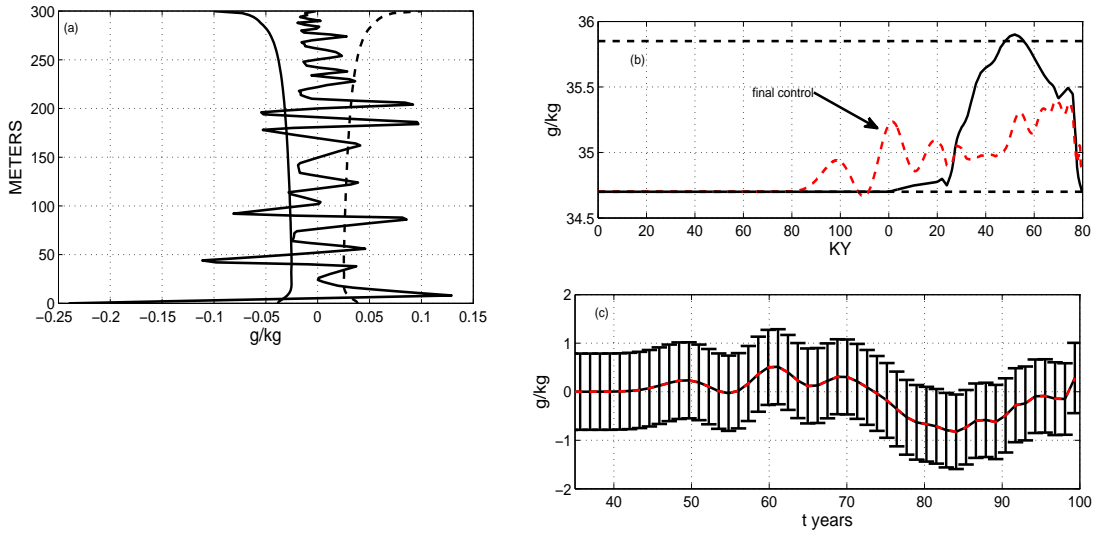 (a)
300
250
200
150
100
50
0
METERS
−0.25 −0.2 −0.15 −0.1 −0.05 0 0.05 0.1 0.15
g/kg
(b)
36
35.5
35
34.5
g/kg
final control
0 20 40 60 80 100 0 20 40 60 80
KY
(c)
2
1
0
−1
−2
g/kg
40 50 60 70 80 90 100
t years